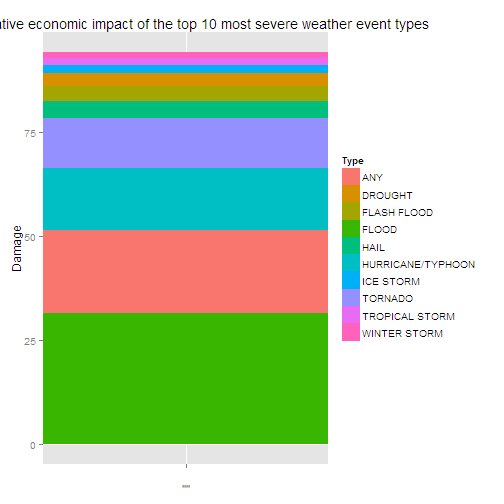 ative economic impact of the top 10 most severe weather event types
Damage
75
50
25
0
Type
ANY
DROUGHT
FLASH FLOOD
FLOOD
HAIL
HURRICANE/TYPHOON
ICE STORM
TORNADO
TROPICAL STORM
WINTER STORM